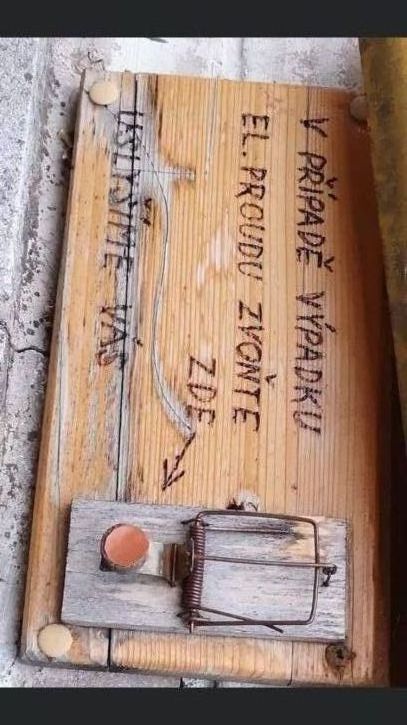 V PŘÍPADĚ VÝPADKU
EL. PROUDU ZVOŇTE
ZDE
USLYŠÍME VÁS